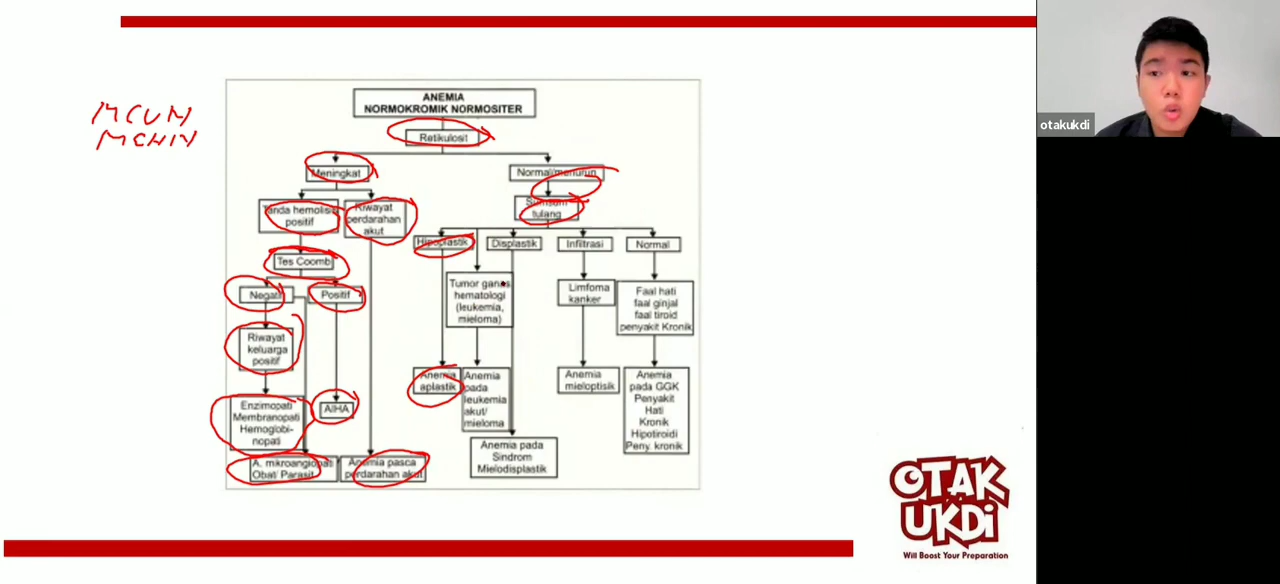 MCUN
MCHN
ANEMIA
NORMOKROMIK NORMOSITER
Retikulosit
Meningkat
Normal/menurun
Tanda hemolisis
positif
Riwayat
perdarahan
akut
Sumsum
tulang
Tes Coomb
Hipoplastik
Displastik
Infiltrasi
Normal
Negatif
Positif
Tumor ganas
hematologi
(leukemia,
mieloma)
Limfoma
kanker
Faal hati
faal ginjal
faal tiroid
penyakit Kronik
Riwayat
keluarga
positif
Enzimopati
Membranopati
Hemoglobi-
nopati
AIHA
Anemia
aplastik
Anemia
pada
leukemia
akut/
mieloma
Anemia
mieloptisik
Anemia
pada GGK
Penyakit
Hati
Kronik
Hipotiroidi
Peny. kronik
A. mikroangiopati
Obat/ Parasit
Anemia pasca
perdarahan akut
Anemia pada
Sindrom
Mielodisplastik
OTAK
UKDi
Will Boost Your Preparation
otakukdi